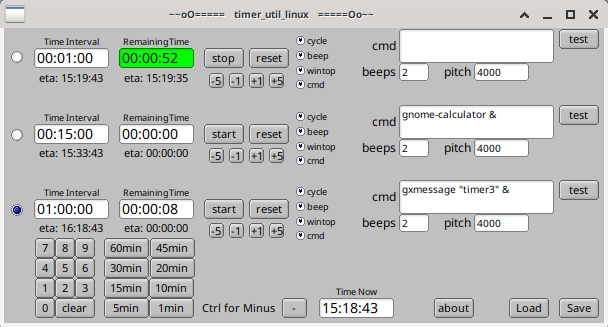 ~~oO===== timer_util_linux =====Oo~~
Time Interval RemainingTime
00:01:00 00:00:52 stop reset
eta: 15:19:43 eta: 15:19:35 -5 -1 +1 +5
cycle
beep
wintop
cmd
cmd test
beeps 2 pitch 4000
00:15:00 00:00:00 start reset
eta: 15:33:43 eta: 00:00:00 -5 -1 +1 +5
cycle
beep
wintop
cmd
cmd gnome-calculator & test
beeps 2 pitch 4000
Time Interval RemainingTime
01:00:00 00:00:08 start reset
eta: 16:18:43 eta: 00:00:00 -5 -1 +1 +5
cycle
beep
wintop
cmd
cmd gxmessage "timer3" & test
beeps 2 pitch 4000
7 8 9 60min 45min
4 5 6 30min 20min
1 2 3 15min 10min
0 clear 5min 1min
Ctrl for Minus -
Time Now
15:18:43
about Load Save